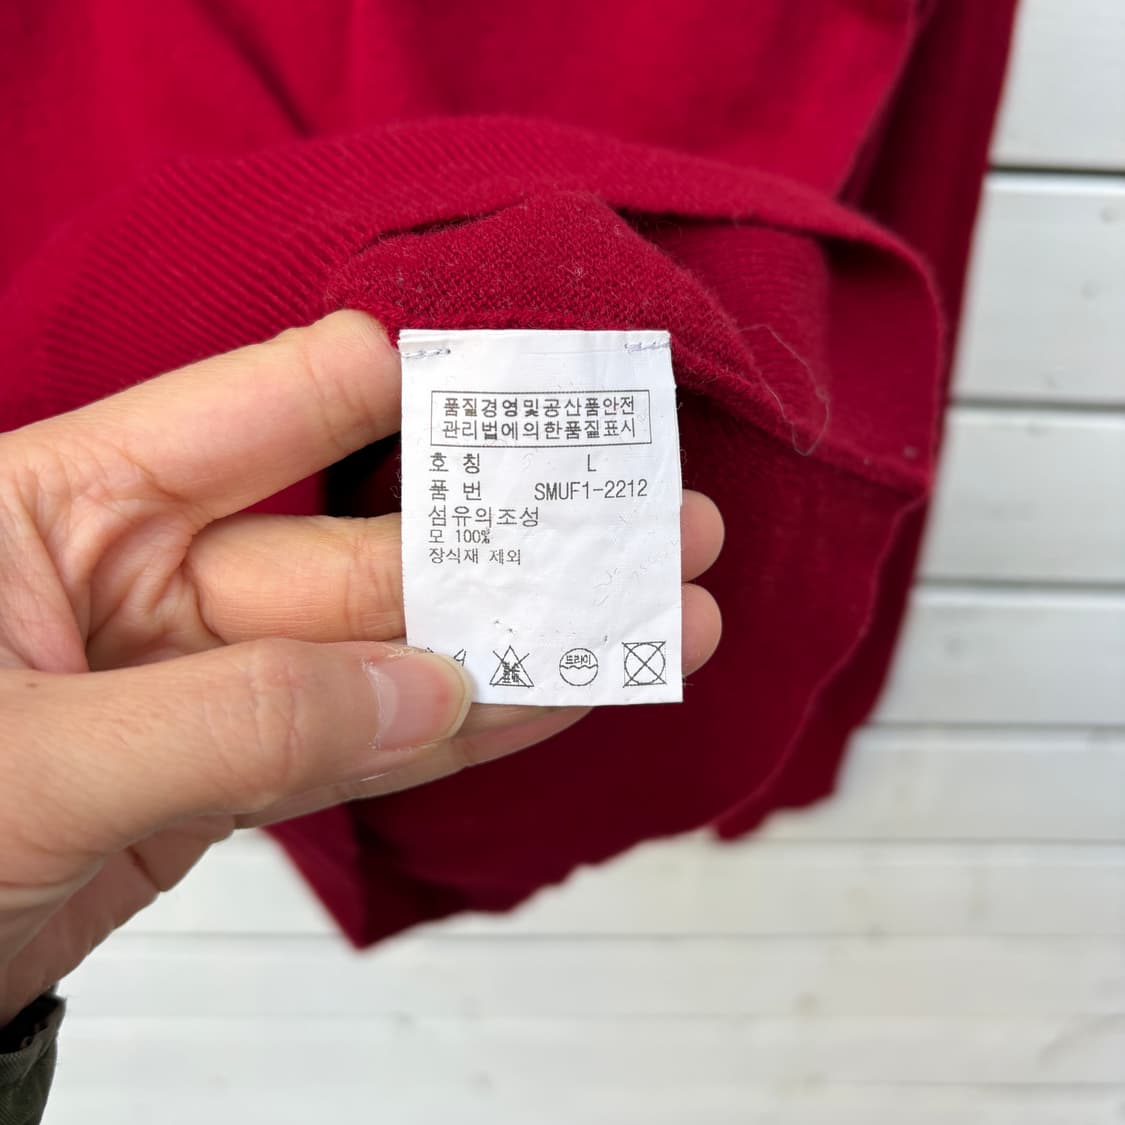 품질경영및공산품안전
관리법에의한품질표시
호 칭 L
품 번 SMUF1-2212
섬유의조성
모 100%
장식재 제외
드라이